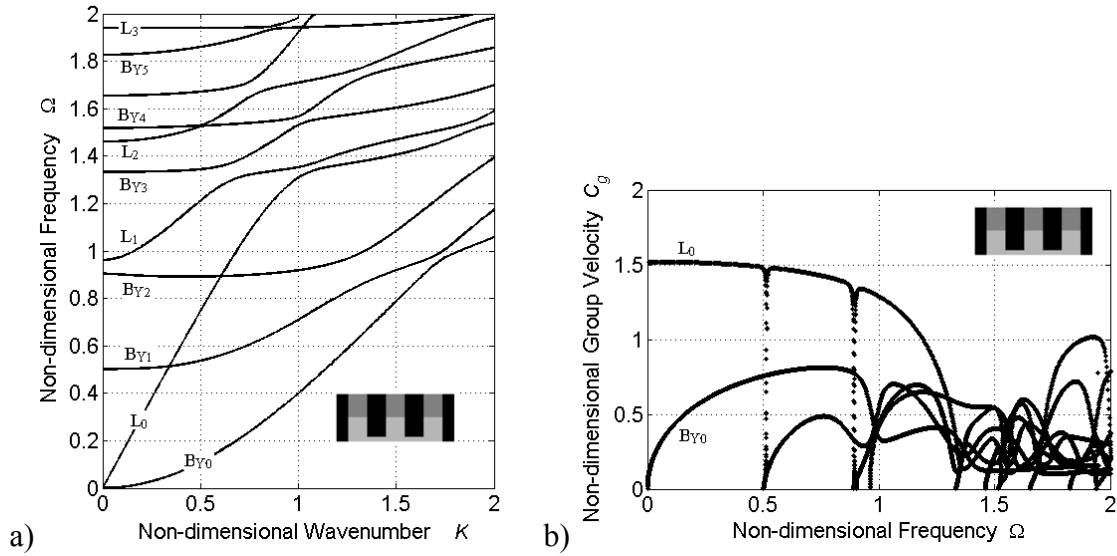 2
1.8
1.6
1.4
1.2
1
0.8
0.6
0.4
0.2
0
Non-dimensional Frequency Ω
L3
BY5
BY4
L2
BY3
L1
BY2
BY1
L0
BY0
0 0.5 1 1.5 2
Non-dimensional Wavenumber K
a)
2
1.5
1
0.5
0
Non-dimensional Group Velocity Cg
L0
BY0
0 0.5 1 1.5 2
Non-dimensional Frequency Ω
b)